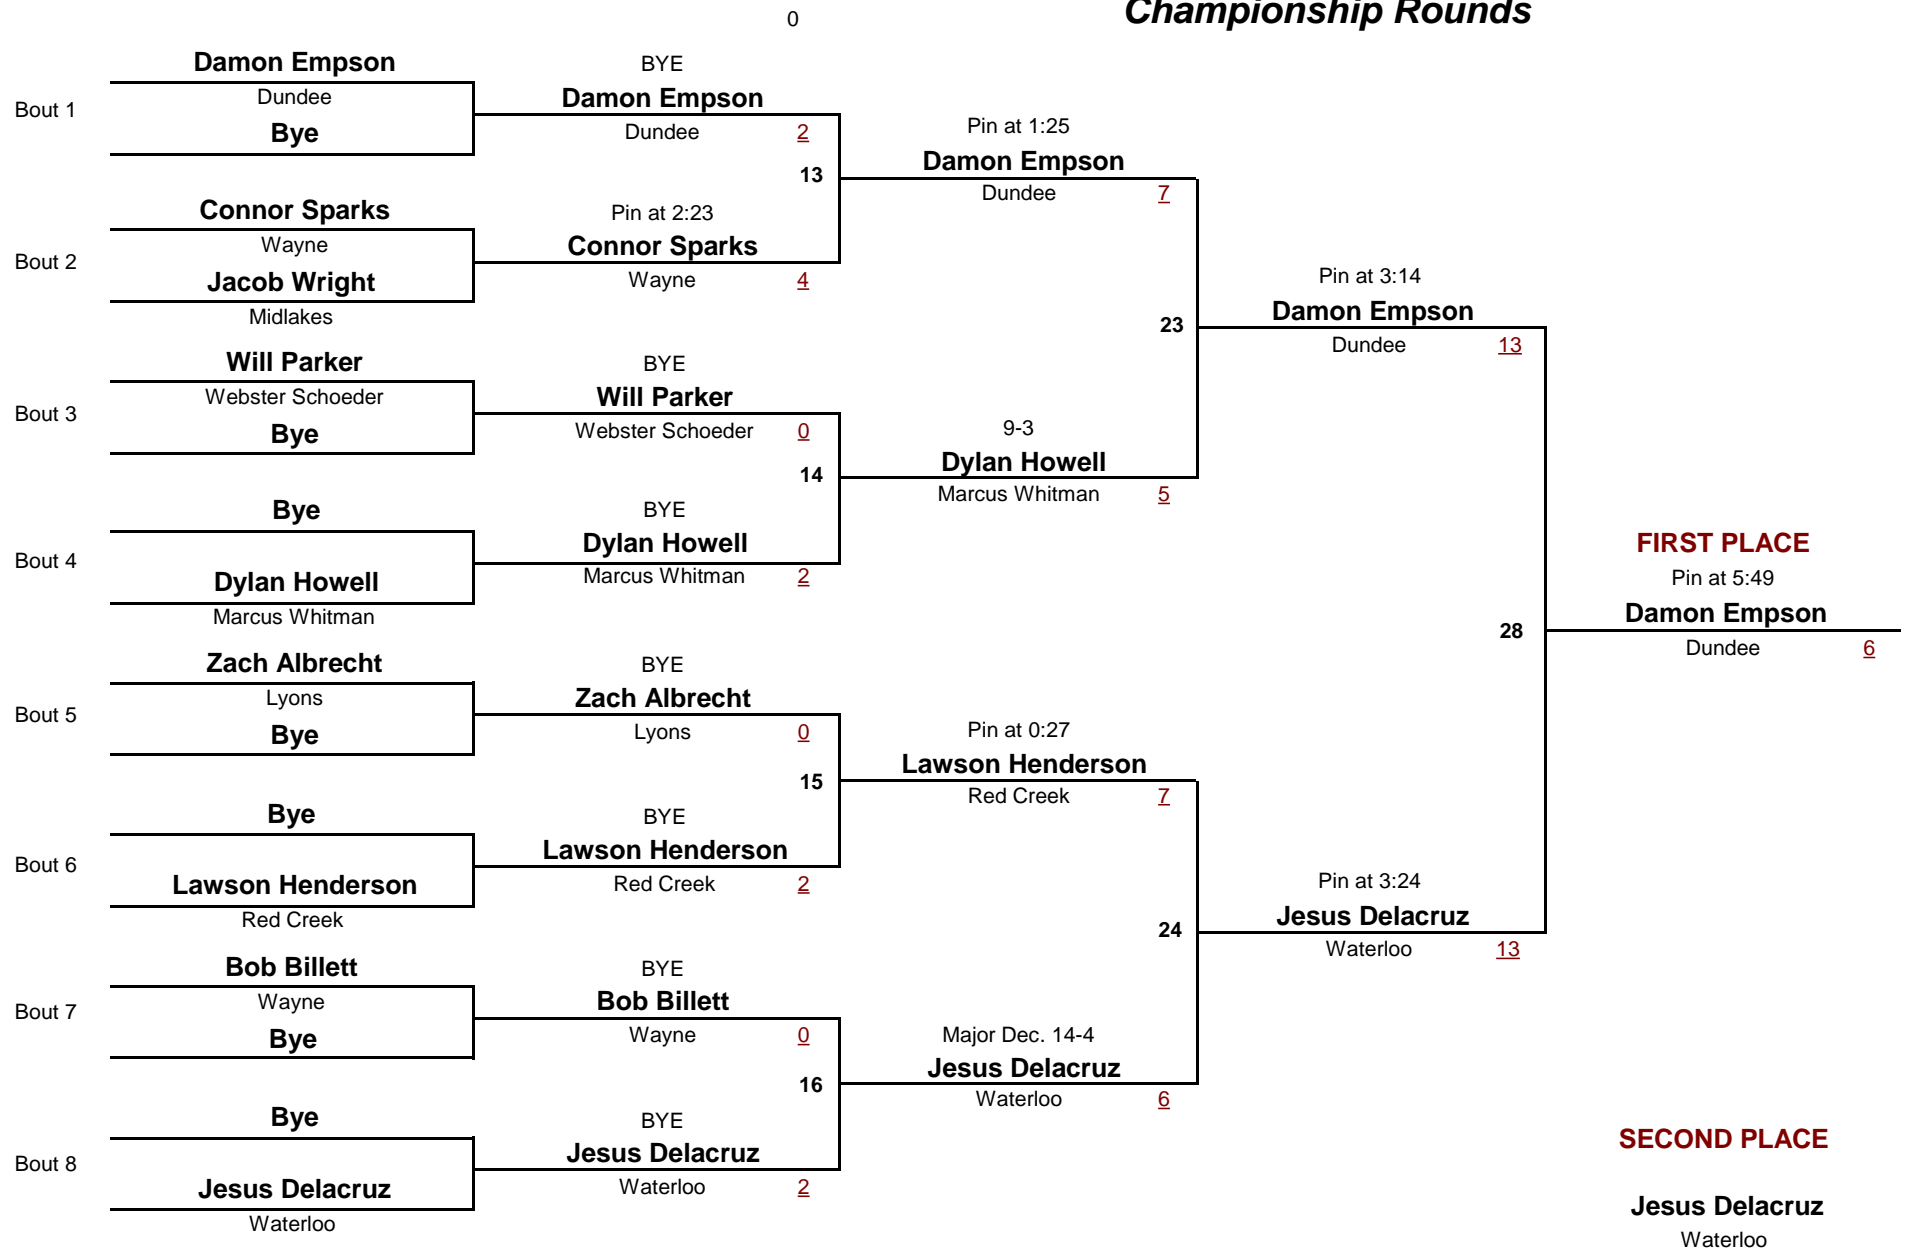 0
Championship Rounds
Bout 1
Damon Empson
Dundee
Bye
Bout 2
Connor Sparks
Wayne
Jacob Wright
Midlakes
Bout 3
Will Parker
Webster Schoeder
Bye
Bout 4
Bye
Dylan Howell
Marcus Whitman
Bout 5
Zach Albrecht
Lyons
Bye
Bout 6
Bye
Lawson Henderson
Red Creek
Bout 7
Bob Billett
Wayne
Bye
Bout 8
Bye
Jesus Delacruz
Waterloo
BYE
Damon Empson
Dundee 2
13
Pin at 2:23
Connor Sparks
Wayne 4
BYE
Will Parker
Webster Schoeder 0
14
BYE
Dylan Howell
Marcus Whitman 2
BYE
Zach Albrecht
Lyons 0
15
BYE
Lawson Henderson
Red Creek 2
BYE
Bob Billett
Wayne 0
16
BYE
Jesus Delacruz
Waterloo 2
Pin at 1:25
Damon Empson
Dundee 7
23
9-3
Dylan Howell
Marcus Whitman 5
Pin at 0:27
Lawson Henderson
Red Creek 7
24
Major Dec. 14-4
Jesus Delacruz
Waterloo 6
Pin at 3:14
Damon Empson
Dundee 13
28
Pin at 3:24
Jesus Delacruz
Waterloo 13
FIRST PLACE
Pin at 5:49
Damon Empson
Dundee 6
SECOND PLACE
Jesus Delacruz
Waterloo